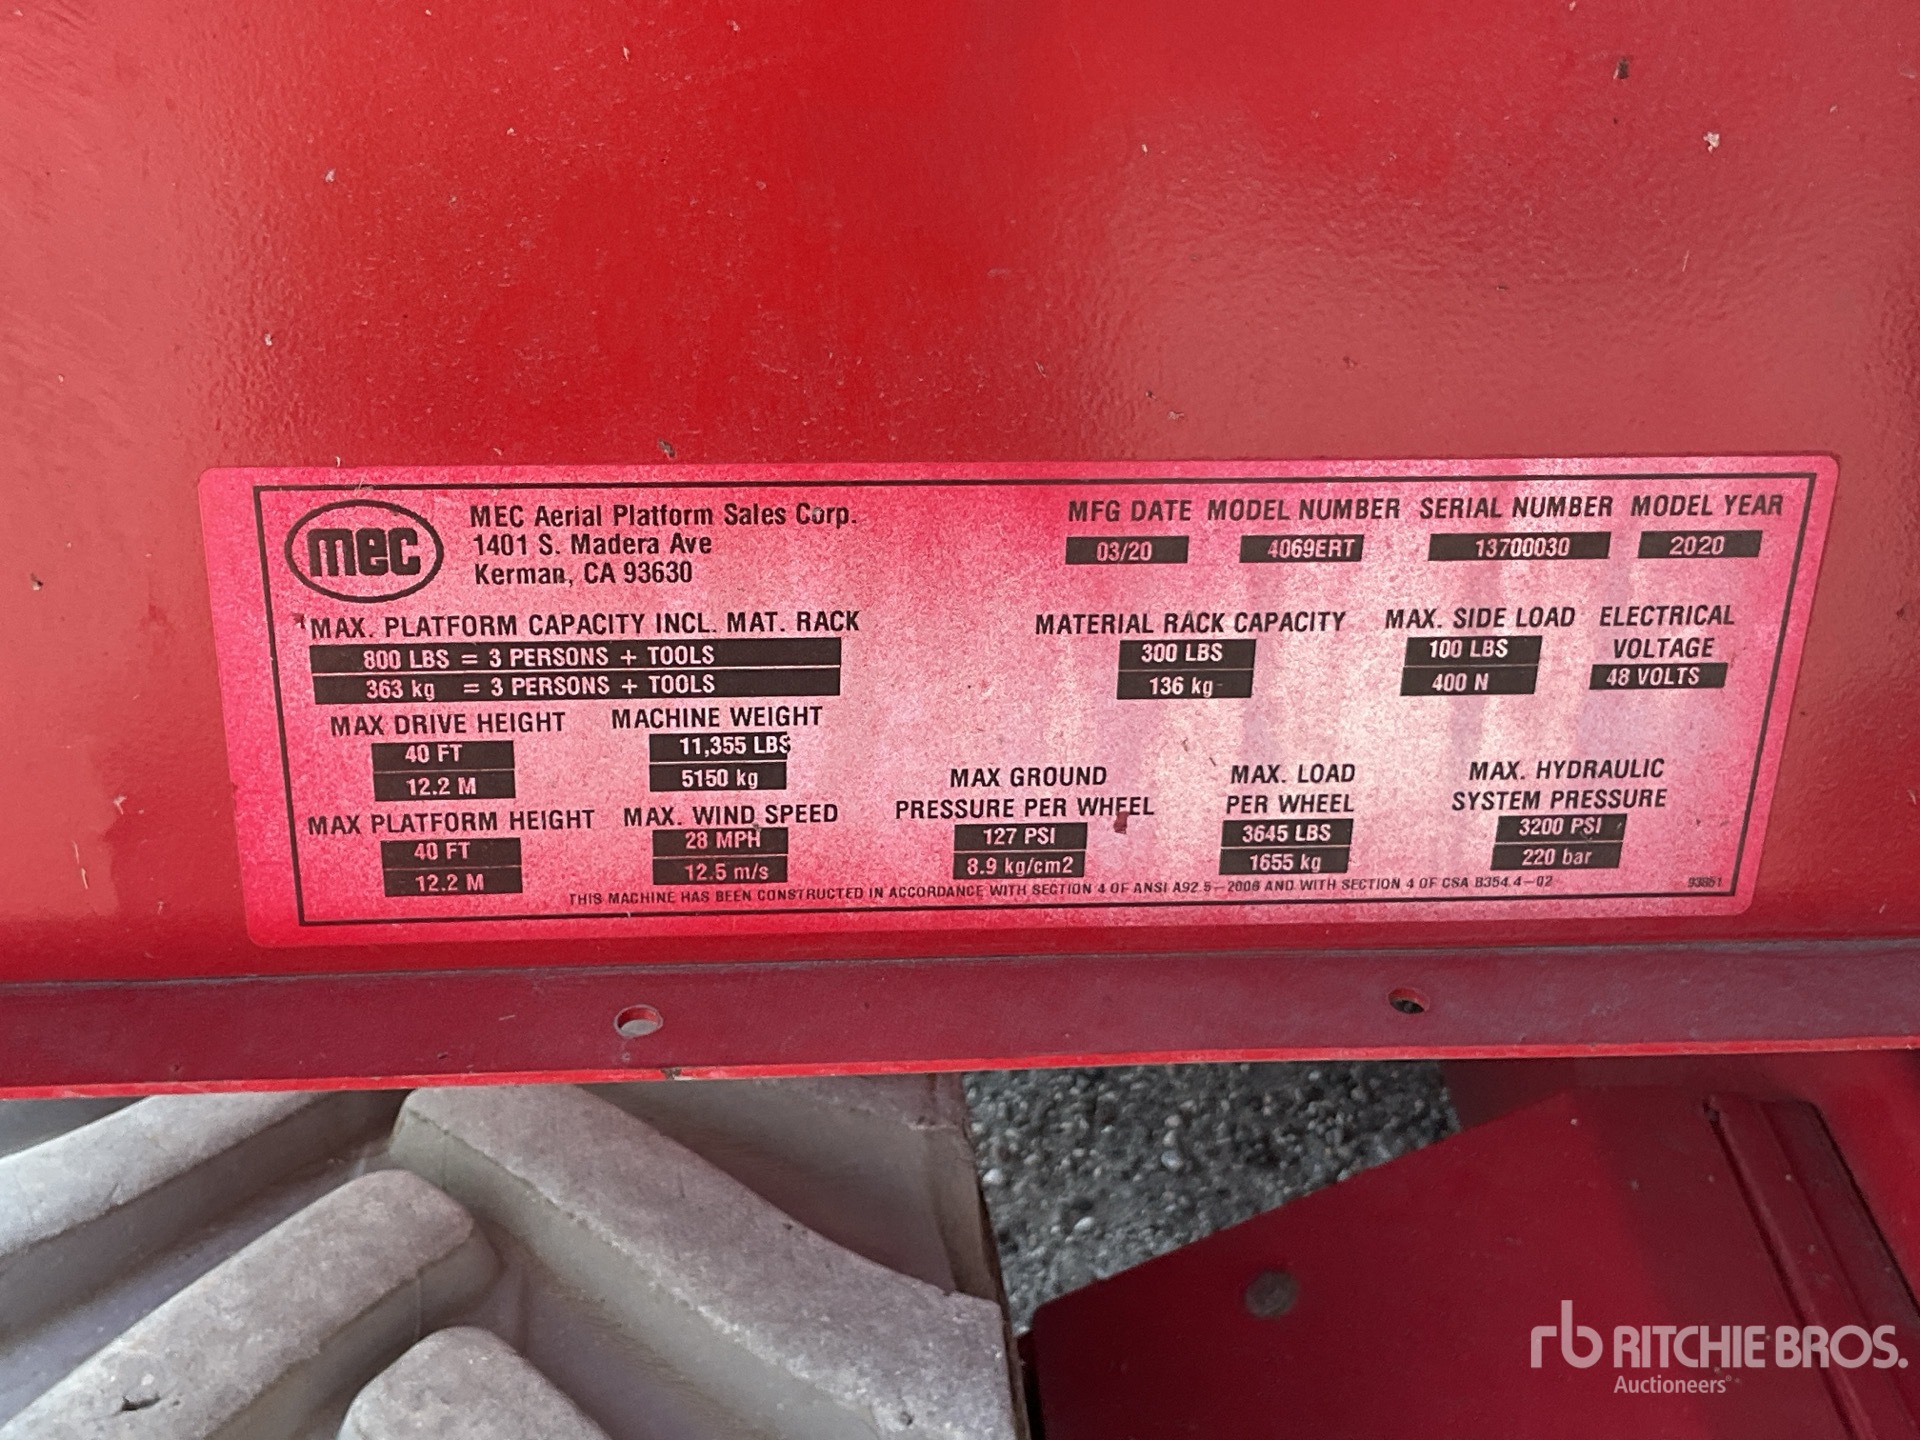 mec
MEC Aerial Platform Sales Corp.
1401 S. Madera Ave
Kerman, CA 93630
MFG DATE MODEL NUMBER SERIAL NUMBER MODEL YEAR
03/20 4069ERT 13700030 2020
MAX. PLATFORM CAPACITY INCL. MAT. RACK
800 LBS = 3 PERSONS + TOOLS
363 kg = 3 PERSONS + TOOLS
MATERIAL RACK CAPACITY
300 LBS
136 kg
MAX. SIDE LOAD
100 LBS
400 N
ELECTRICAL
VOLTAGE
48 VOLTS
MAX DRIVE HEIGHT
40 FT
12.2 M
MACHINE WEIGHT
11,355 LBS
5150 kg
MAX PLATFORM HEIGHT
40 FT
12.2 M
MAX. WIND SPEED
28 MPH
12.5 m/s
MAX GROUND
PRESSURE PER WHEEL
127 PSI
8.9 kg/cm2
MAX. LOAD
PER WHEEL
3645 LBS
1655 kg
MAX. HYDRAULIC
SYSTEM PRESSURE
3200 PSI
220 bar
THIS MACHINE HAS BEEN CONSTRUCTED IN ACCORDANCE WITH SECTION 4 OF ANSI A92.5-2006 AND WITH SECTION 4 OF CSA B354.4-02
93851
rb RITCHIE BROS.
Auctioneers